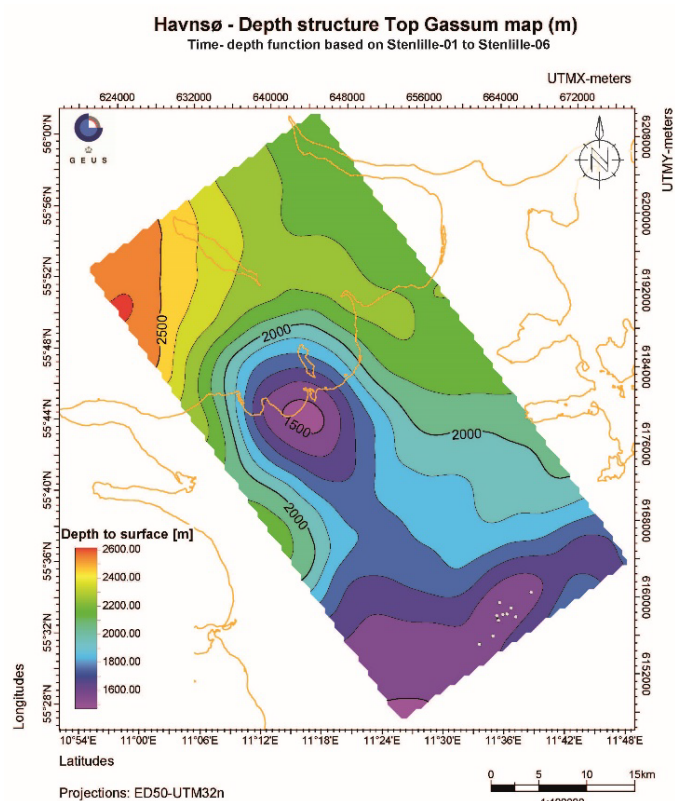 Havnsø - Depth structure Top Gassum map (m)
Time- depth function based on Stenlille-01 to Stenlille-06
UTMX-meters
624000 632000 640000 648000 656000 664000 672000
UTMY-meters
6208000
6200000
6192000
6184000
6176000
6168000
6160000
6152000
GEUS
N
56°00'N
55°56'N
55°52'N
55°48'N
55°44'N
55°40'N
55°36'N
55°32'N
55°28'N
2500
2000
1500
2000
2000
Depth to surface [m]
2600.00
2400.00
2200.00
2000.00
1800.00
1600.00
Longitudes
10°54'E 11°00'E 11°06'E 11°12'E 11°18'E 11°24'E 11°30'E 11°36'E 11°42'E 11°48'E
Latitudes
Projections: ED50-UTM32n
0 5 10 15km